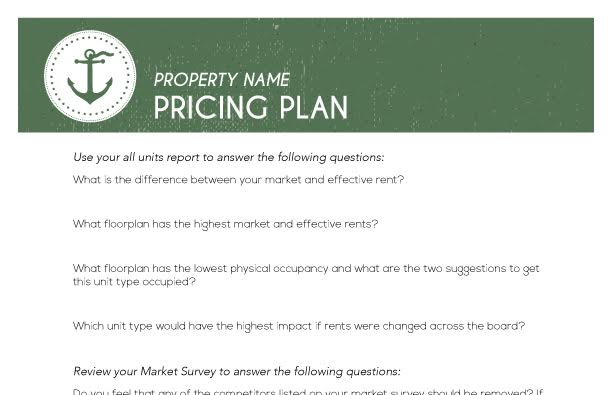 PROPERTY NAME
PRICING PLAN
Use your all units report to answer the following questions:
What is the difference between your market and effective rent?
What floorplan has the highest market and effective rents?
What floorplan has the lowest physical occupancy and what are the two suggestions to get
this unit type occupied?
Which unit type would have the highest impact if rents were changed across the board?
Review your Market Survey to answer the following questions:
Do you feel that any of the competitors listed on your market survey should be removed? If